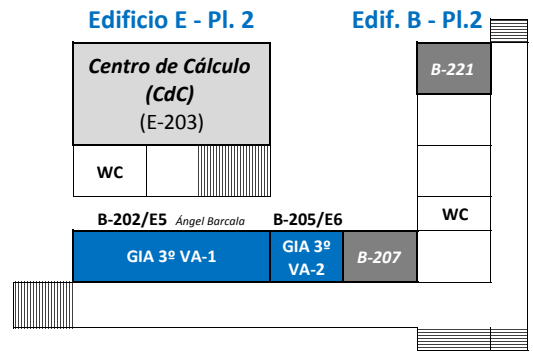 Edificio E - Pl. 2
Edif. B - Pl.2
Centro de Cálculo
(CdC)
(E-203)
B-221
WC
WC
B-202/E5 Ángel Barcala
B-205/E6
GIA 3º VA-1
GIA 3º
VA-2
B-207